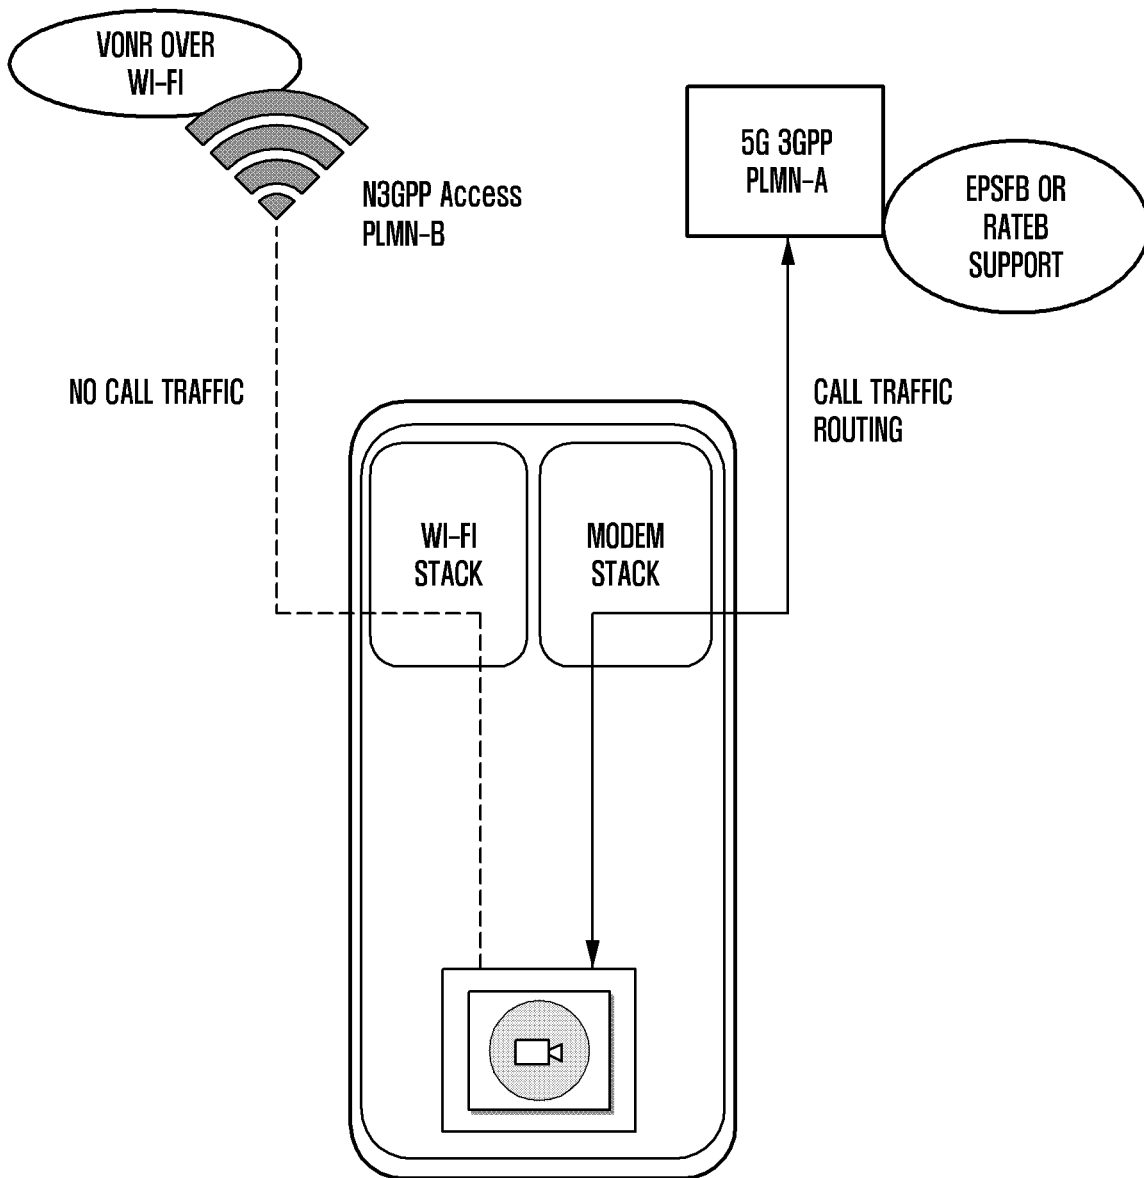 VONR OVER
WI-FI
5G 3GPP
PLMN-A
EPSFB OR
RATEB
SUPPORT
N3GPP Access
PLMN-B
NO CALL TRAFFIC
CALL TRAFFIC
ROUTING
WI-FI
STACK
MODEM
STACK